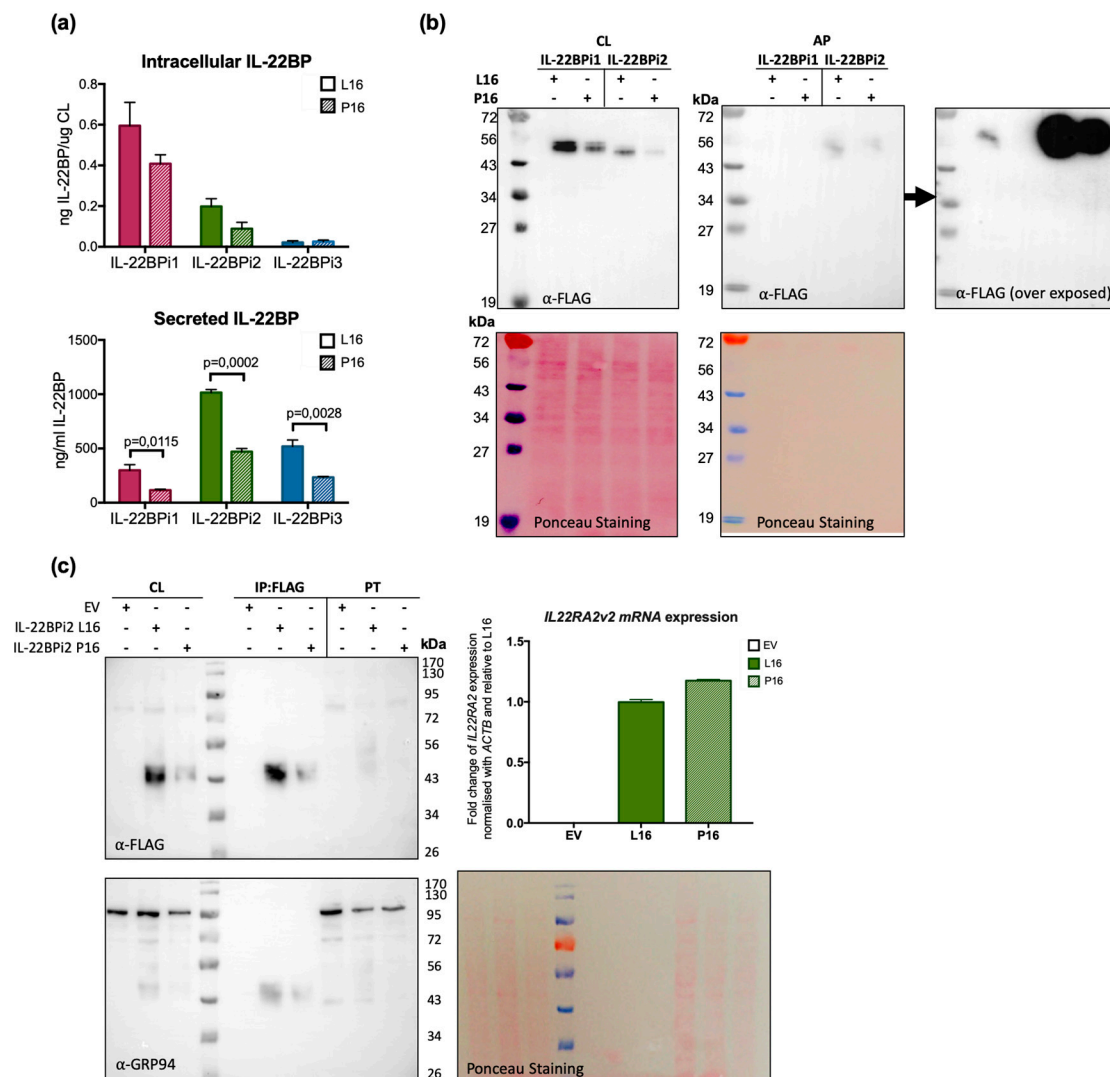 (a)
Intracellular IL-22BP
L16
P16
ng IL-22BP/ug CL
0.8
0.6
0.4
0.2
0.0
IL-22BPi1 IL-22BPi2 IL-22BPi3
Secreted IL-22BP
L16
P16
ng/ml IL-22BP
1500
1000
500
0
p=0,0115
p=0,0002
p=0,0028
IL-22BPi1 IL-22BPi2 IL-22BPi3
(b)
CL
IL-22BPi1 IL-22BPi2
L16 + - + -
P16 - + - +
72
56
43
34
27
19
α-FLAG
kDa
72
56
43
34
27
19
Ponceau Staining
AP
IL-22BPi1 IL-22BPi2
+ - + -
- + - +
kDa
72
56
43
34
27
19
α-FLAG
α-FLAG (over exposed)
72
56
43
34
27
19
Ponceau Staining
(c)
CL IP:FLAG PT
EV + - - + - - + - -
IL-22BPi2 L16 - + - - + - - + -
IL-22BPi2 P16 - - + - - + - - +
kDa
170
130
95
72
56
43
34
26
α-FLAG
170
130
95
72
56
43
34
26
α-GRP94
IL22RA2v2 mRNA expression
EV
L16
P16
Fold change of IL22RA2 expression
normalised with ACTB and relative to L16
1.5
1.0
0.5
0.0
EV L16 P16
Ponceau Staining